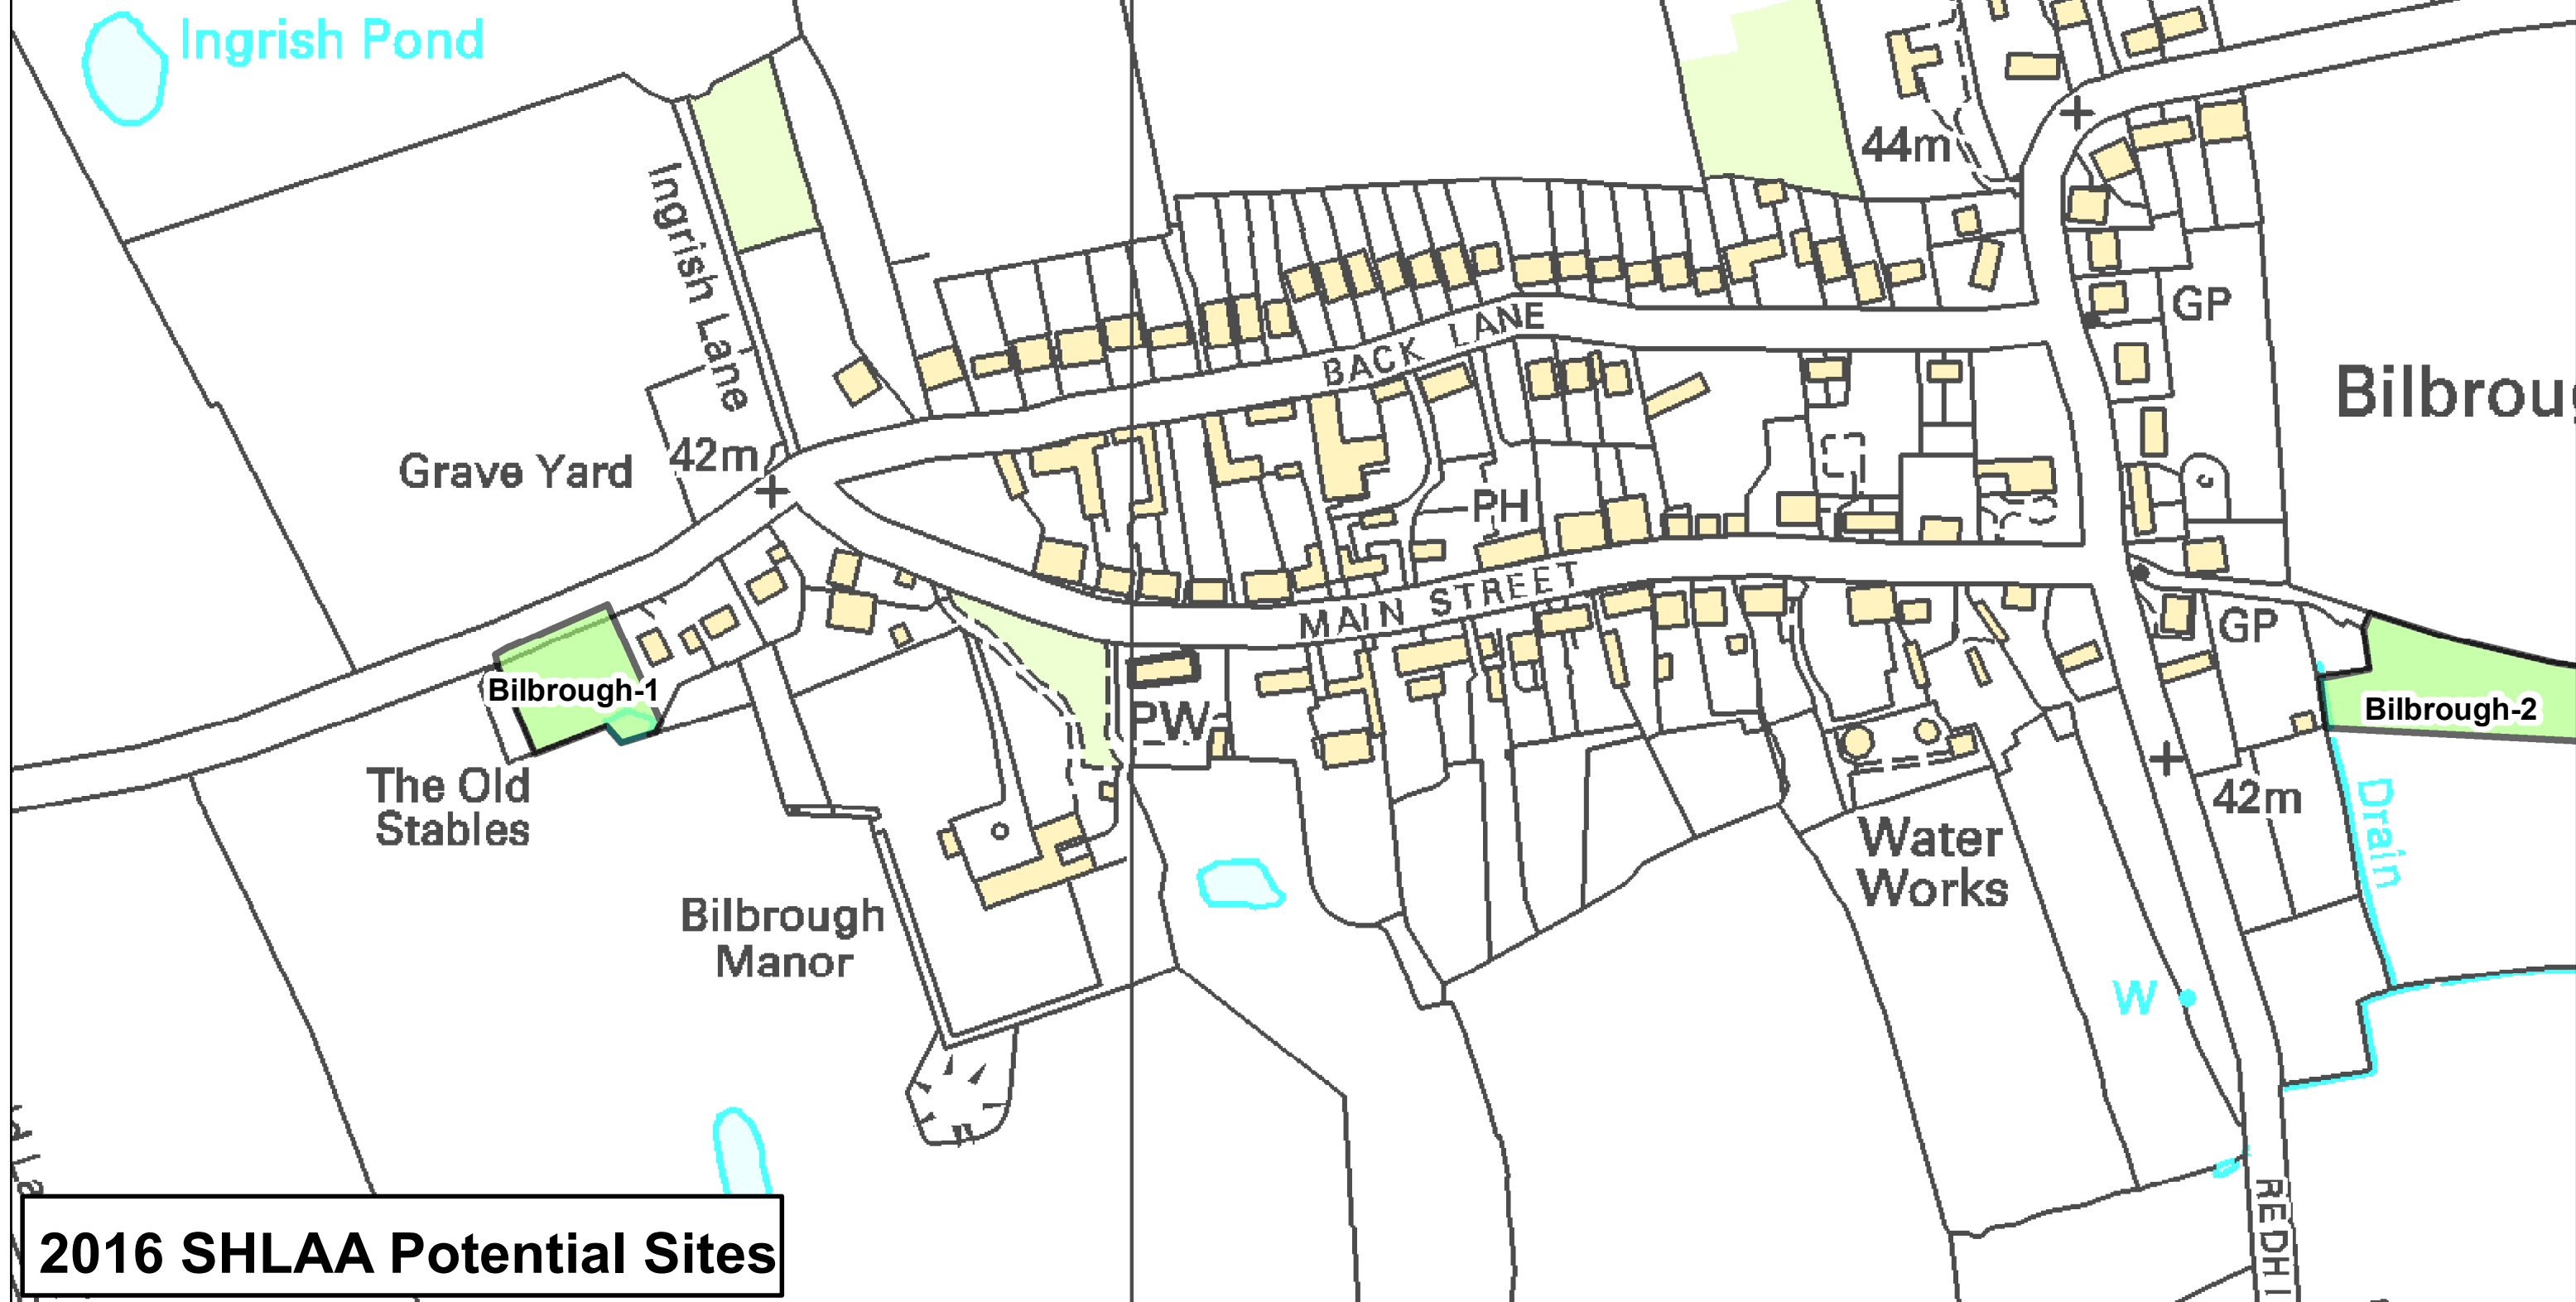 Ingrish Pond
44m
Ingrish Lane
GP
BACK LANE
Bilbrou
42m
Grave Yard
PH
MAIN STREET
GP
Bilbrough-1
Bilbrough-2
PW
The Old
Stables
42m
Drain
Water
Works
Bilbrough
Manor
W
REDHI
2016 SHLAA Potential Sites